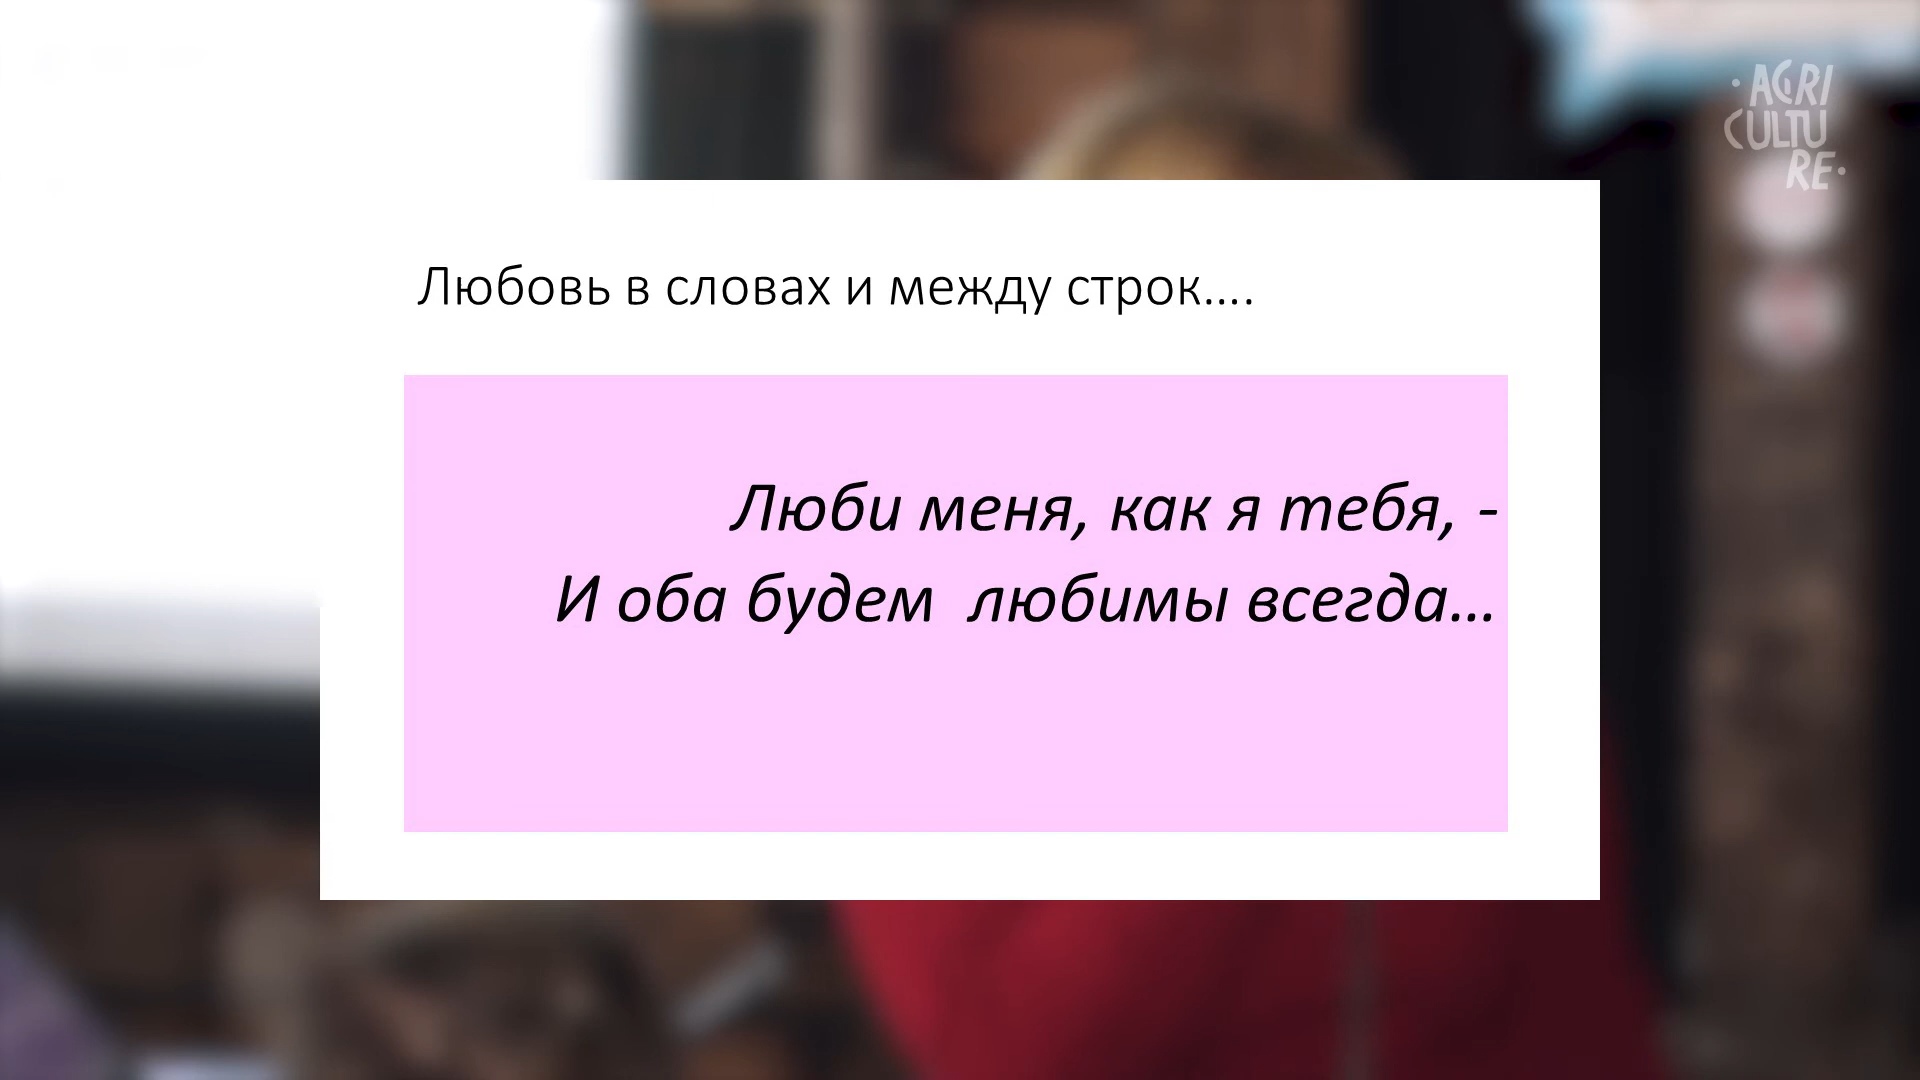 AGRI
CULTU
RE
Любовь в словах и между строк....
Люби меня, как я тебя, -
И оба будем  любимы всегда...